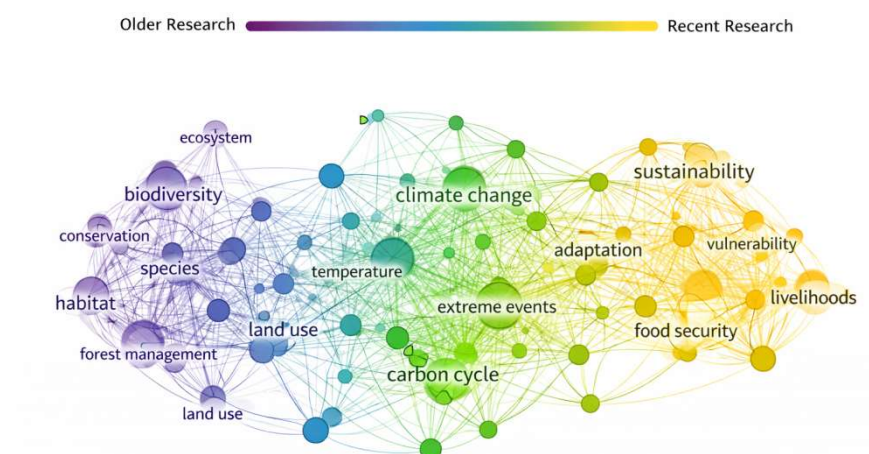 Older Research
Recent Research
ecosystem
sustainability
biodiversity
climate change
conservation
vulnerability
adaptation
species
temperature
habitat
livelihoods
extreme events
land use
food security
forest management
carbon cycle
land use